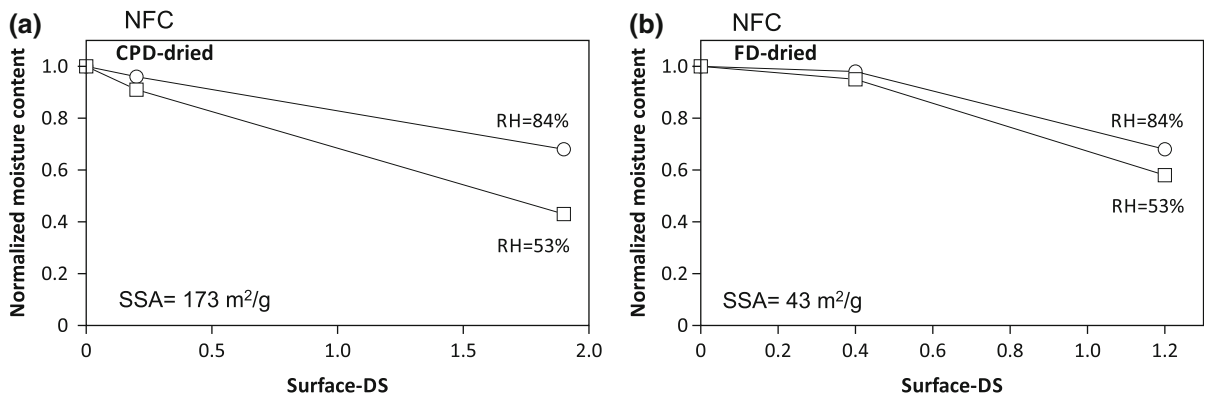 (a)
NFC
CPD-dried
Normalized moisture content
1.0
0.8
0.6
0.4
0.2
0
RH=84%
RH=53%
SSA= 173 m²/g
0 0.5 1.0 1.5 2.0
Surface-DS
(b)
NFC
FD-dried
Normalized moisture content
1.0
0.8
0.6
0.4
0.2
0
RH=84%
RH=53%
SSA= 43 m²/g
0 0.2 0.4 0.6 0.8 1.0 1.2
Surface-DS